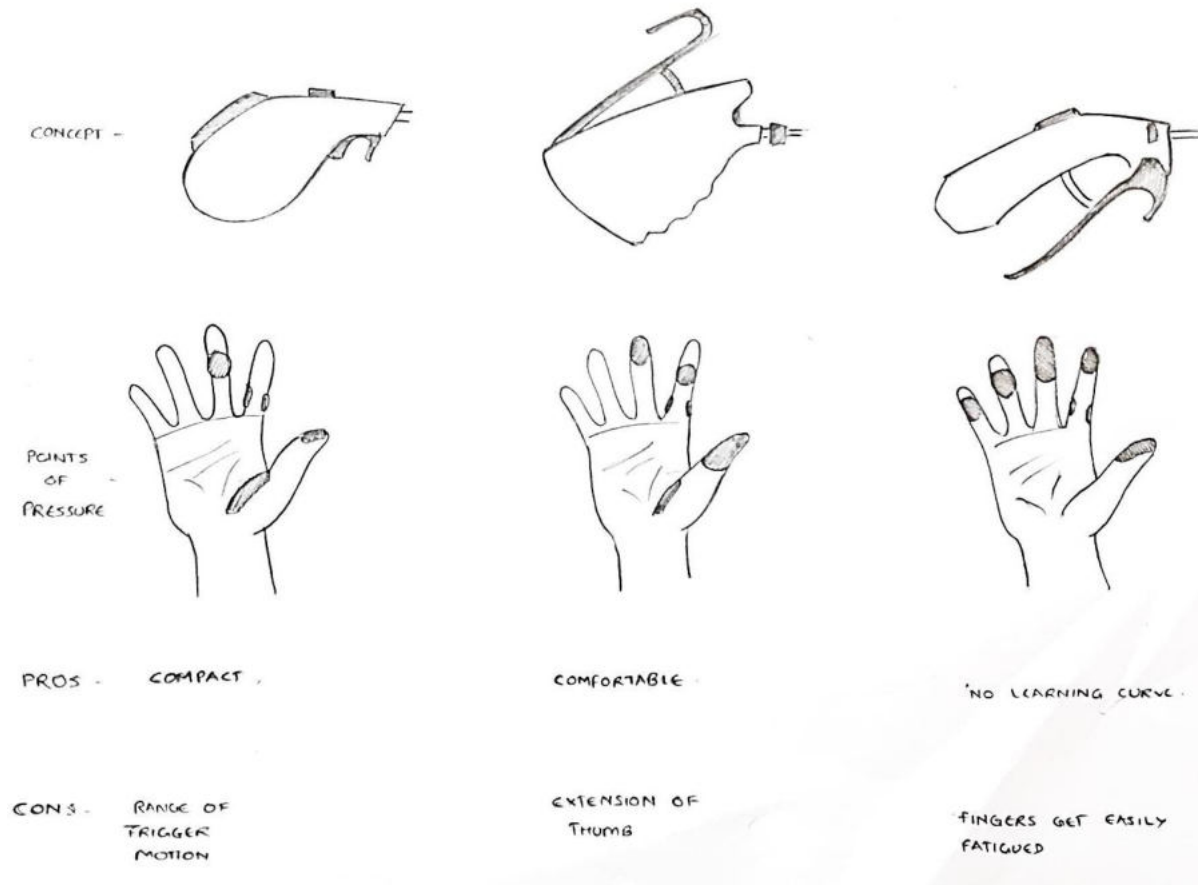 CONCEPT -
POINTS
OF -
PRESSURE
PROS - COMPACT . COMFORTABLE . NO LEARNING CURVE .
CONS - RANGE OF EXTENSION OF FINGERS GET EASILY
TRIGGER THUMB FATIGUED
MOTION